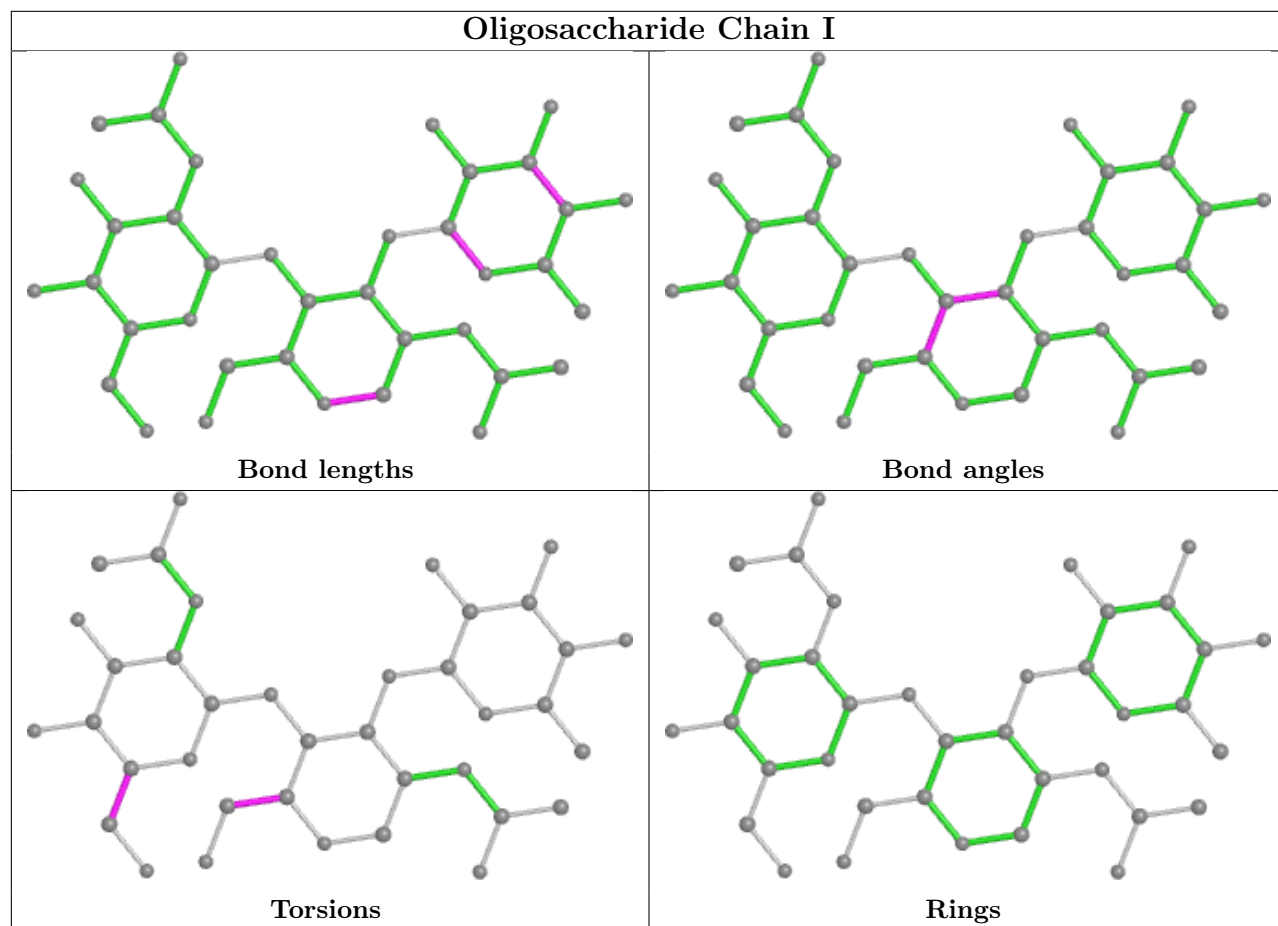 Oligosaccharide Chain I
Bond lengths
Bond angles
Torsions
Rings